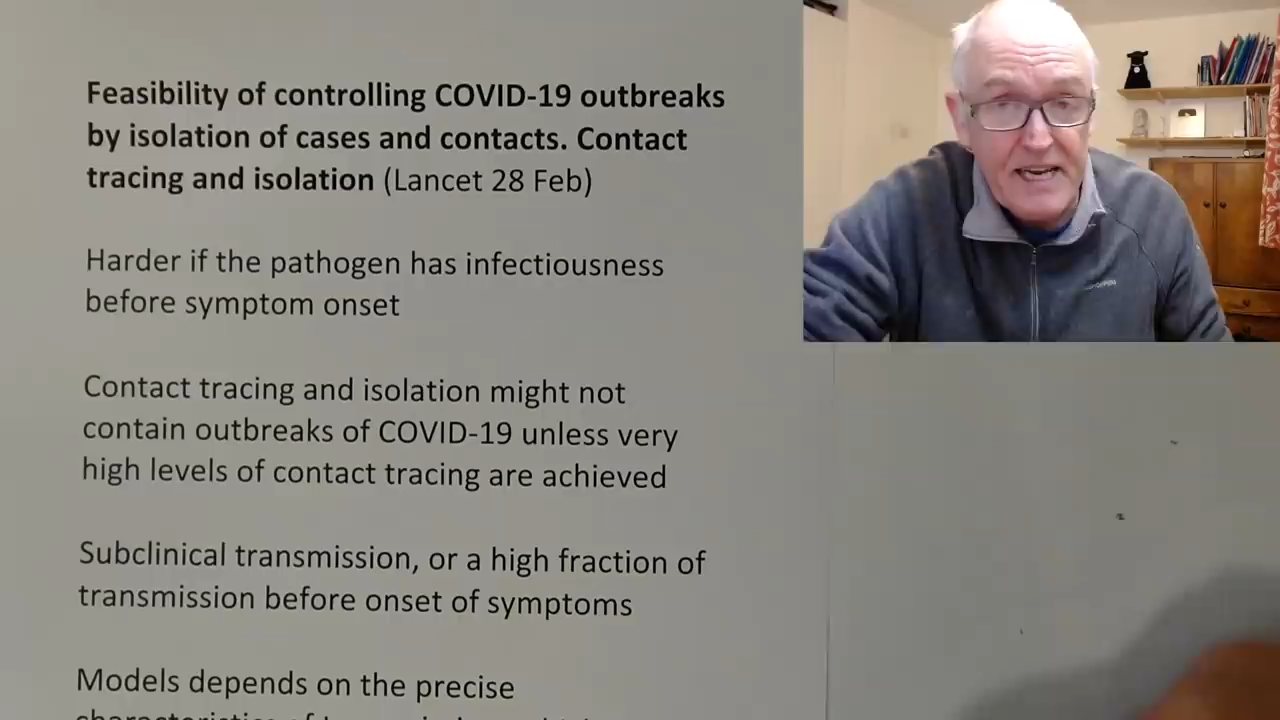 Feasibility of controlling COVID-19 outbreaks
by isolation of cases and contacts. Contact
tracing and isolation (Lancet 28 Feb)
Harder if the pathogen has infectiousness
before symptom onset
Contact tracing and isolation might not
contain outbreaks of COVID-19 unless very
high levels of contact tracing are achieved
Subclinical transmission, or a high fraction of
transmission before onset of symptoms
Models depends on the precise